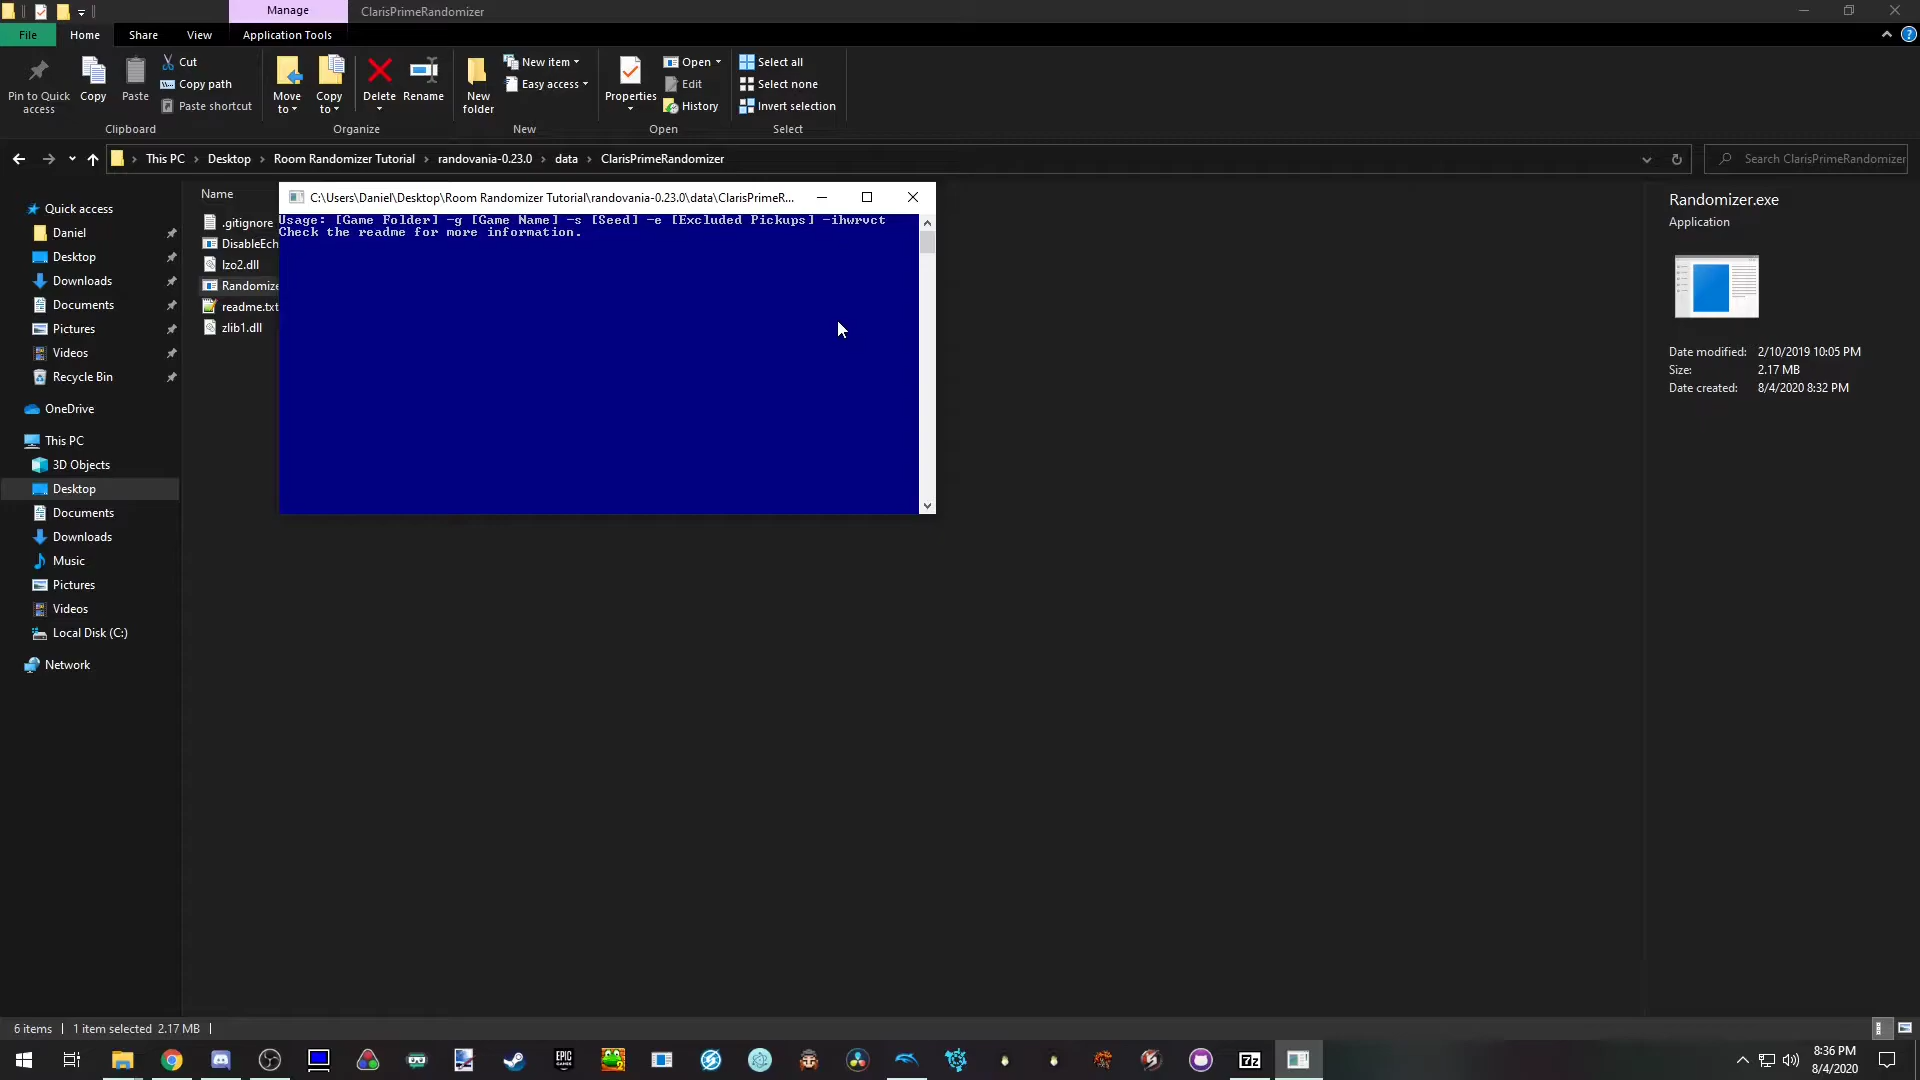 Manage
ClarisPrimeRandomizer
File
Home
Share
View
Application Tools
Pin to Quick access
Copy
Paste
Cut
Copy path
Paste shortcut
Clipboard
Move to
Copy to
Delete
Rename
Organize
New folder
New item
Easy access
New
Properties
Open
Edit
History
Open
Select all
Select none
Invert selection
Select
This PC
Desktop
Room Randomizer Tutorial
randovania-0.23.0
data
ClarisPrimeRandomizer
Search ClarisPrimeRandomizer
Quick access
Daniel
Desktop
Downloads
Documents
Pictures
Videos
Recycle Bin
OneDrive
This PC
3D Objects
Desktop
Documents
Downloads
Music
Pictures
Videos
Local Disk (C:)
Network
Name
.gitignore
DisableEch
lzo2.dll
Randomize
readme.txt
zlib1.dll
C:\Users\Daniel\Desktop\Room Randomizer Tutorial\randovania-0.23.0\data\ClarisPrimeR...
Usage: [Game Folder] -g [Game Name] -s [Seed] -e [Excluded Pickups] -ihwrvct
Check the readme for more information.
Randomizer.exe
Application
Date modified: 2/10/2019 10:05 PM
Size: 2.17 MB
Date created: 8/4/2020 8:32 PM
6 items
1 item selected 2.17 MB
EPIC GAMES
7z
8:36 PM
8/4/2020